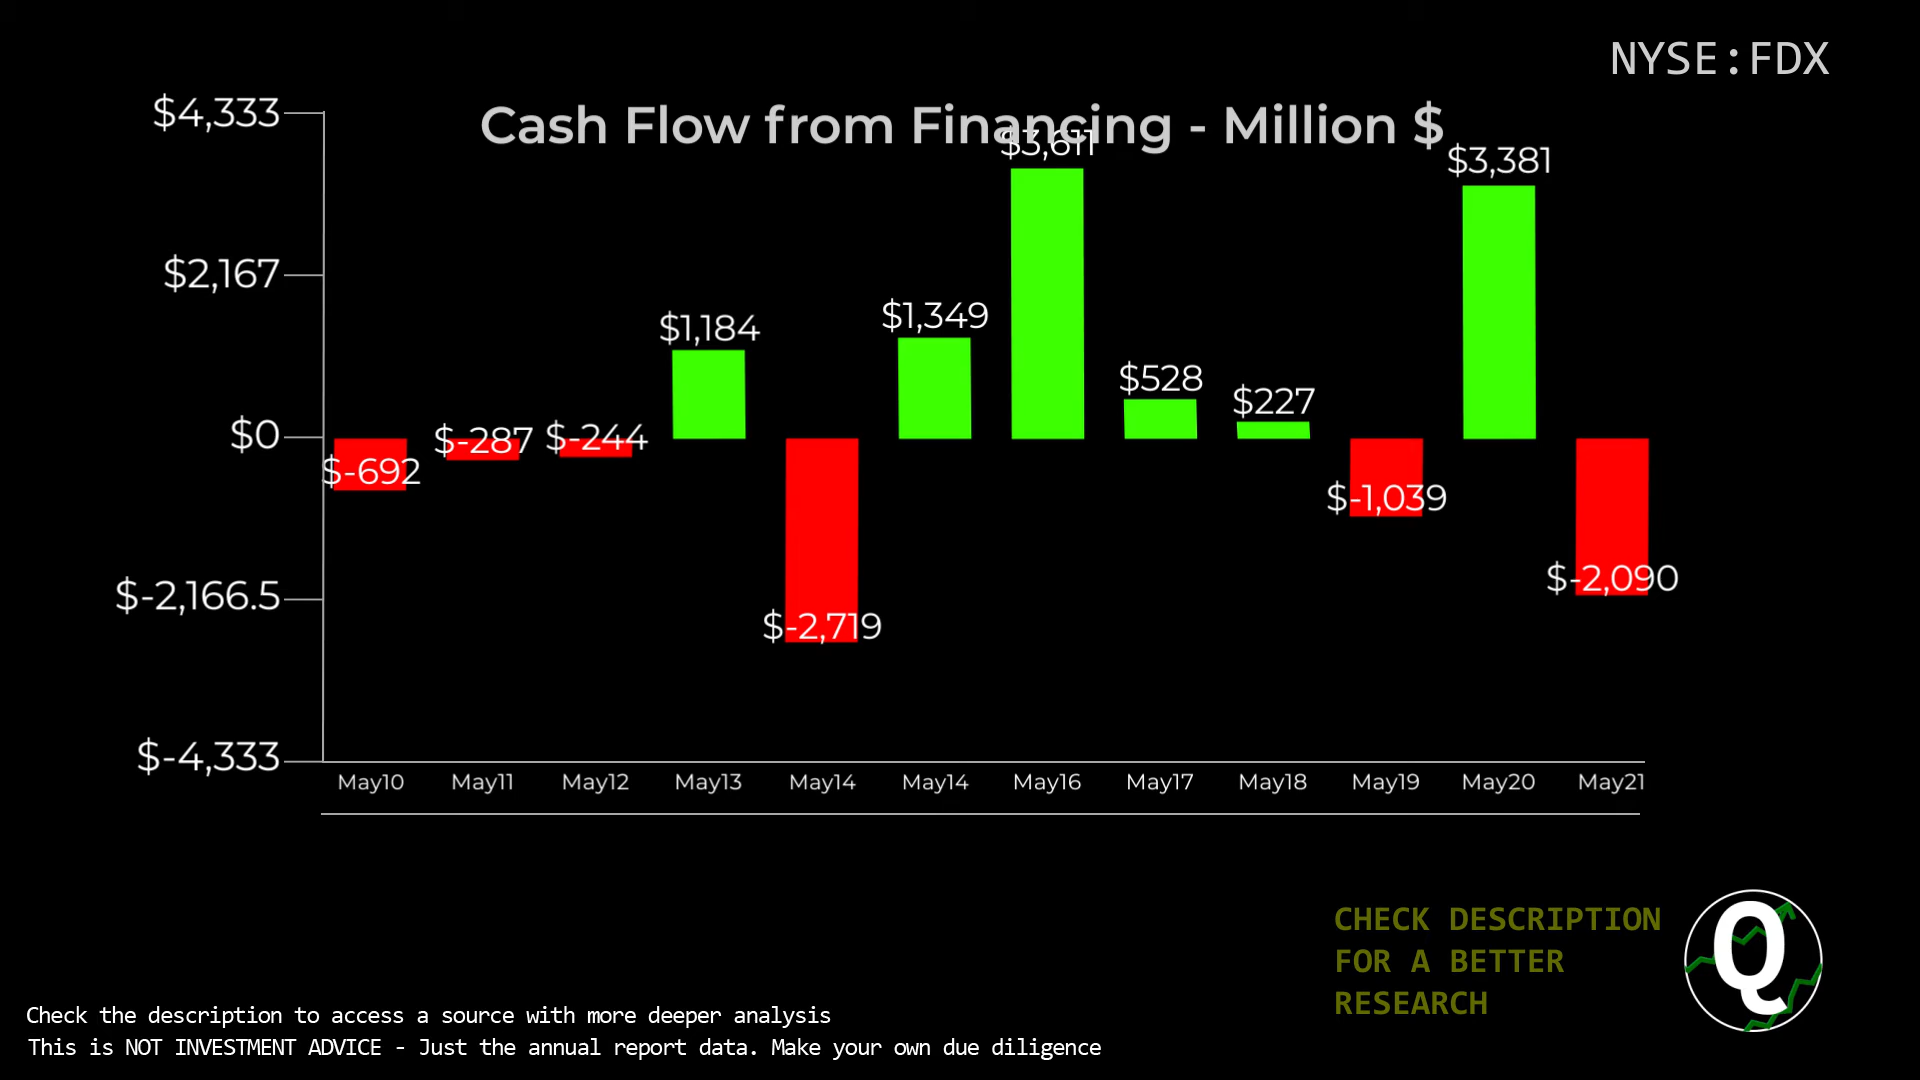 NYSE:FDX
Cash Flow from Financing - Million $
$4,333
$2,167
$0
$-2,166.5
$-4,333
$-692
$-287
$-244
$1,184
$-2,719
$1,349
$3,611
$528
$227
$-1,039
$3,381
$-2,090
May10 May11 May12 May13 May14 May14 May16 May17 May18 May19 May20 May21
CHECK DESCRIPTION
FOR A BETTER
RESEARCH
Q
Check the description to access a source with more deeper analysis
This is NOT INVESTMENT ADVICE - Just the annual report data. Make your own due diligence